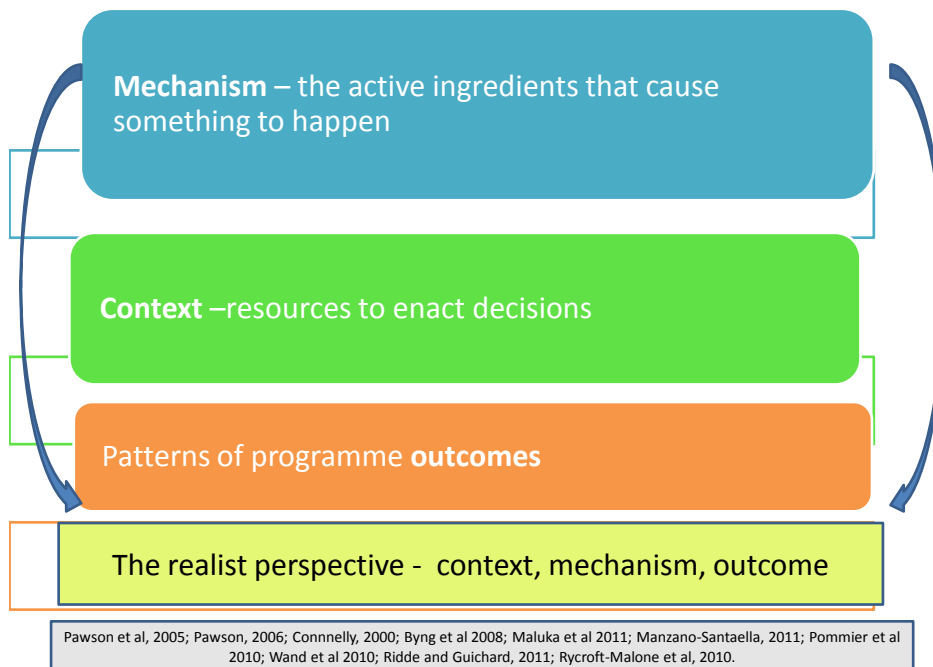 Mechanism – the active ingredients that cause
something to happen
Context –resources to enact decisions
Patterns of programme outcomes
The realist perspective - context, mechanism, outcome
Pawson et al, 2005; Pawson, 2006; Connnelly, 2000; Byng et al 2008; Maluka et al 2011; Manzano-Santaella, 2011; Pommier et al
2010; Wand et al 2010; Ridde and Guichard, 2011; Rycroft-Malone et al, 2010.